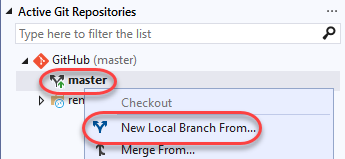 Active Git Repositories
Type here to filter the list
GitHub (master)
master
Checkout
New Local Branch From...
Merge From...